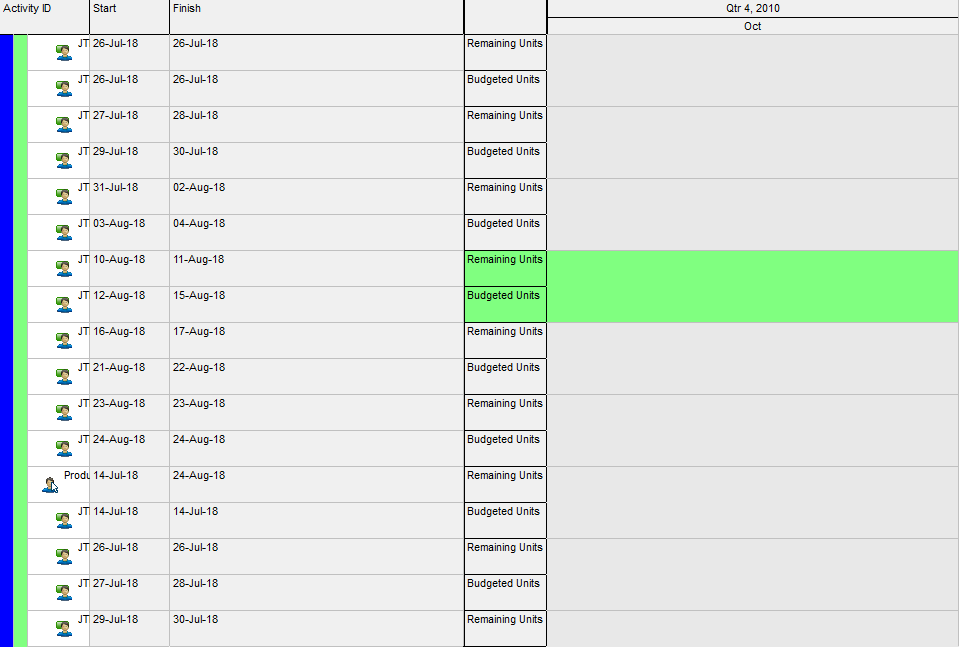 Activity ID Start Finish Qtr 4, 2010
Oct
JT 26-Jul-18 26-Jul-18 Remaining Units
JT 26-Jul-18 26-Jul-18 Budgeted Units
JT 27-Jul-18 28-Jul-18 Remaining Units
JT 29-Jul-18 30-Jul-18 Budgeted Units
JT 31-Jul-18 02-Aug-18 Remaining Units
JT 03-Aug-18 04-Aug-18 Budgeted Units
JT 10-Aug-18 11-Aug-18 Remaining Units
JT 12-Aug-18 15-Aug-18 Budgeted Units
JT 16-Aug-18 17-Aug-18 Remaining Units
JT 21-Aug-18 22-Aug-18 Budgeted Units
JT 23-Aug-18 23-Aug-18 Remaining Units
JT 24-Aug-18 24-Aug-18 Budgeted Units
Produ 14-Jul-18 24-Aug-18 Remaining Units
JT 14-Jul-18 14-Jul-18 Budgeted Units
JT 26-Jul-18 26-Jul-18 Remaining Units
JT 27-Jul-18 28-Jul-18 Budgeted Units
JT 29-Jul-18 30-Jul-18 Remaining Units